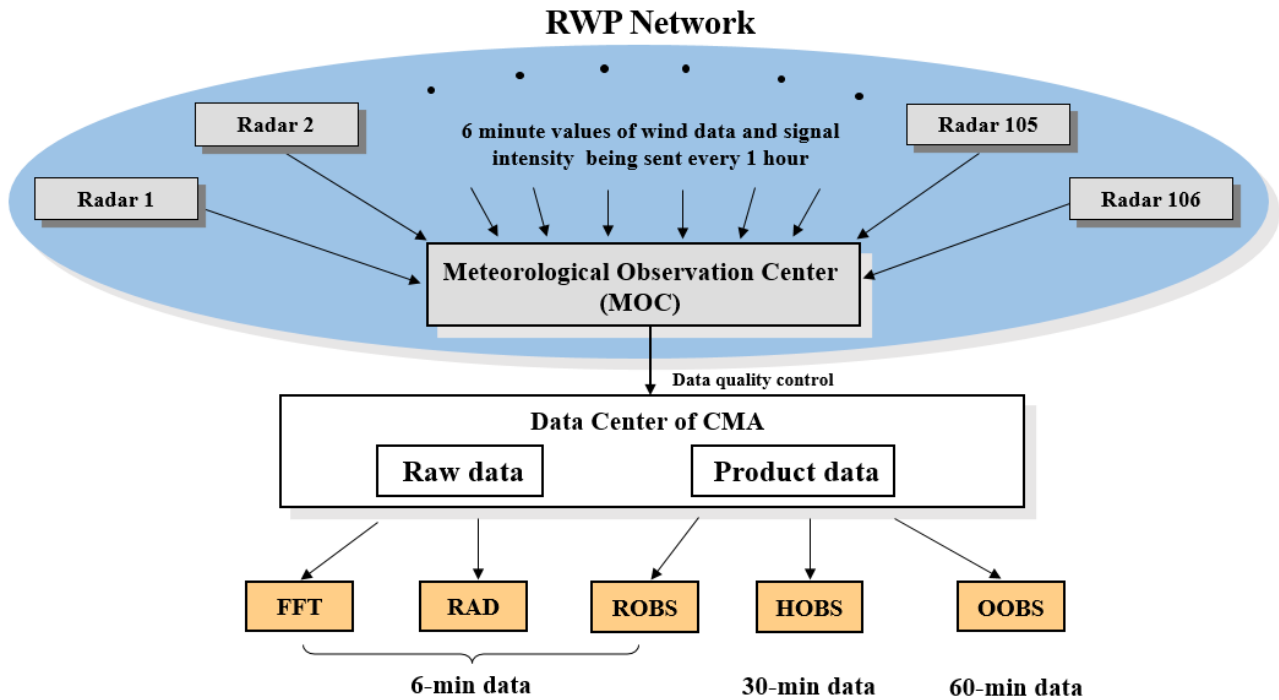 RWP Network
Radar 2
6 minute values of wind data and signal
intensity being sent every 1 hour
Radar 105
Radar 1
Radar 106
Meteorological Observation Center
(MOC)
Data quality control
Data Center of CMA
Raw data
Product data
FFT
RAD
ROBS
HOBS
OOBS
6-min data
30-min data
60-min data